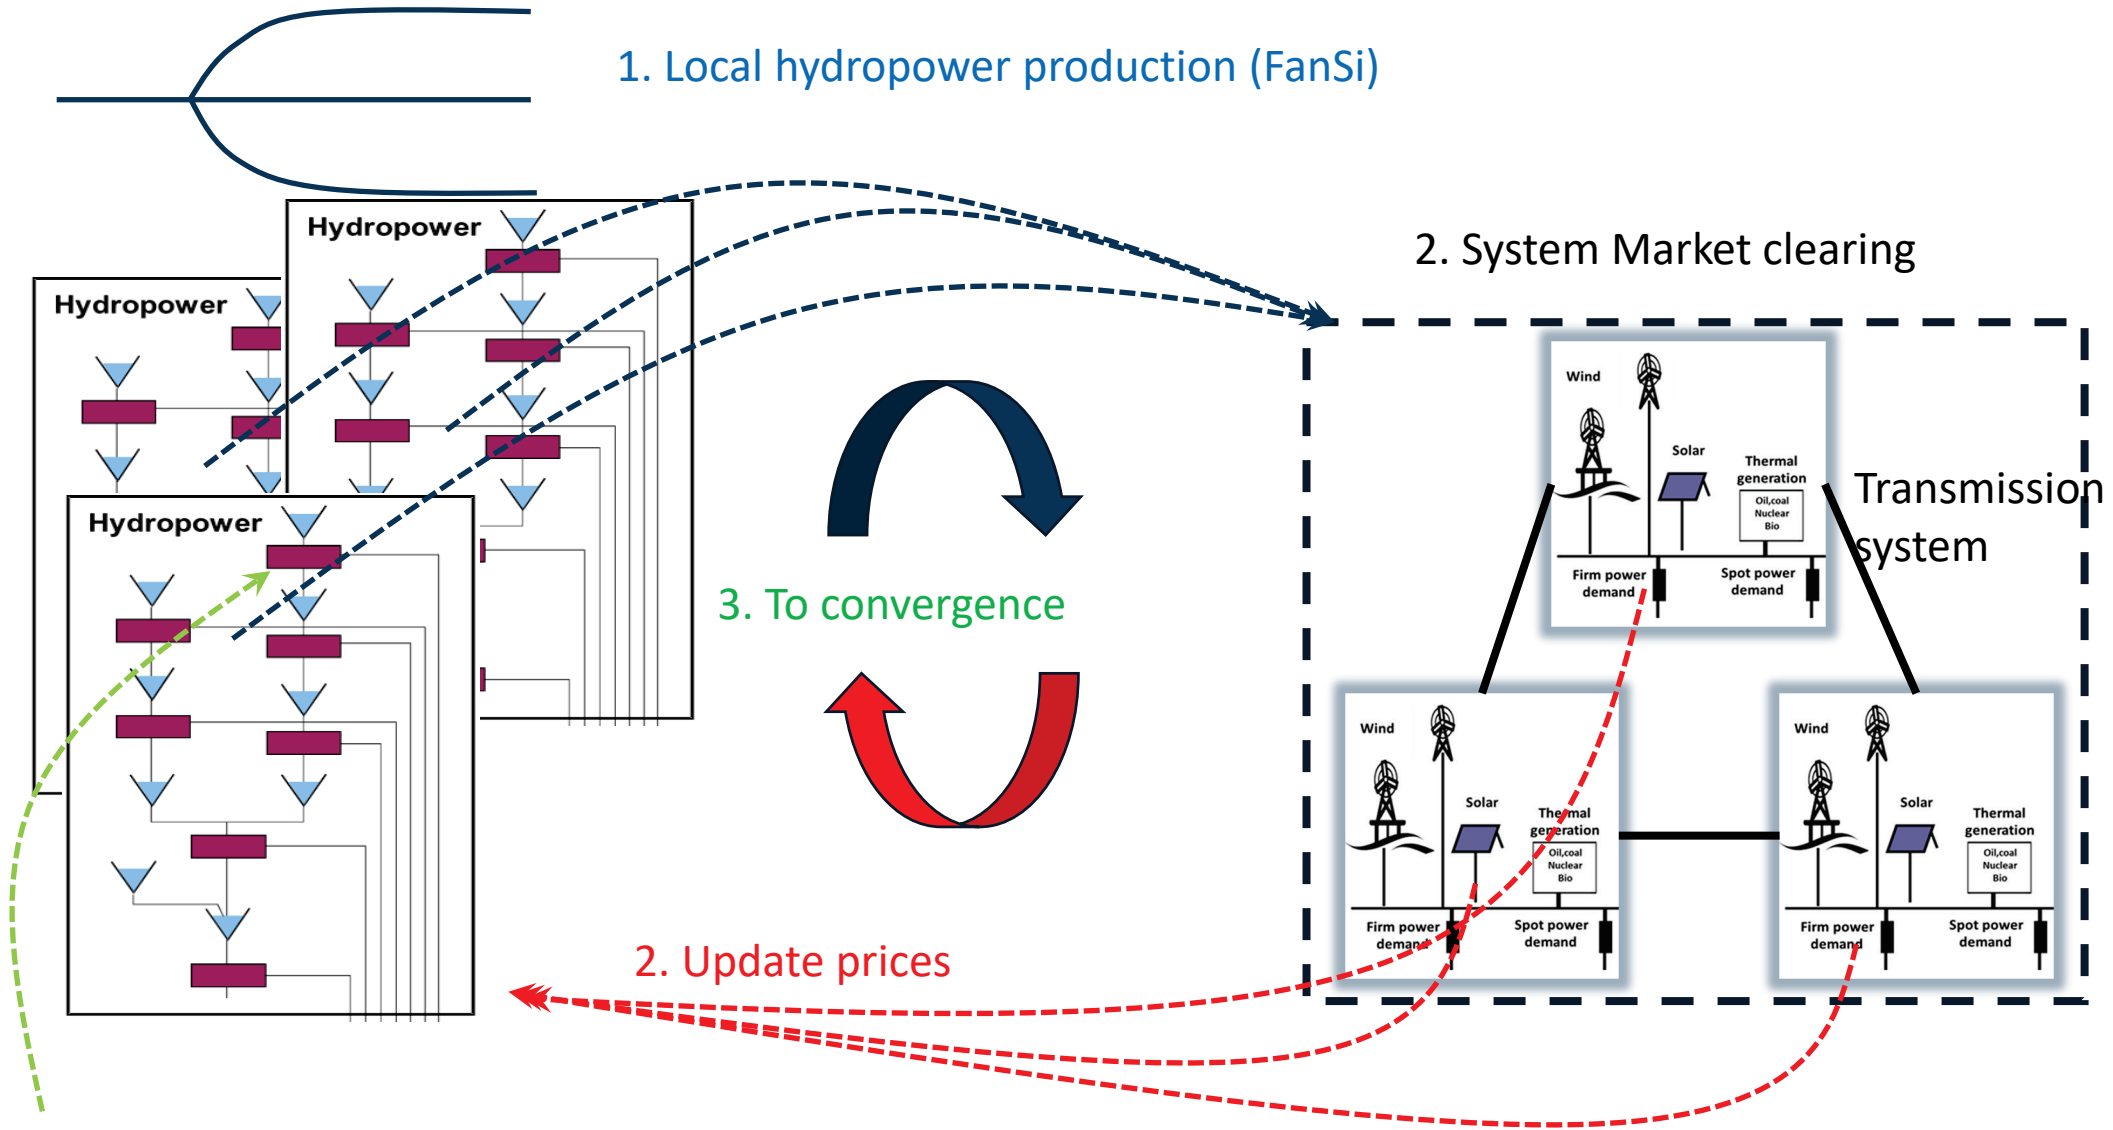 1. Local hydropower production (FanSi)
Hydropower
Hydropower
Hydropower
2. System Market clearing
Wind
Solar
Thermal
generation
Oil,coal
Nuclear
Bio
Firm power
demand
Spot power
demand
Transmission
system
3. To convergence
Wind
Solar
Thermal
generation
Oil,coal
Nuclear
Bio
Firm power
demand
Spot power
demand
Wind
Solar
Thermal
generation
Oil,coal
Nuclear
Bio
Firm power
demand
Spot power
demand
2. Update prices